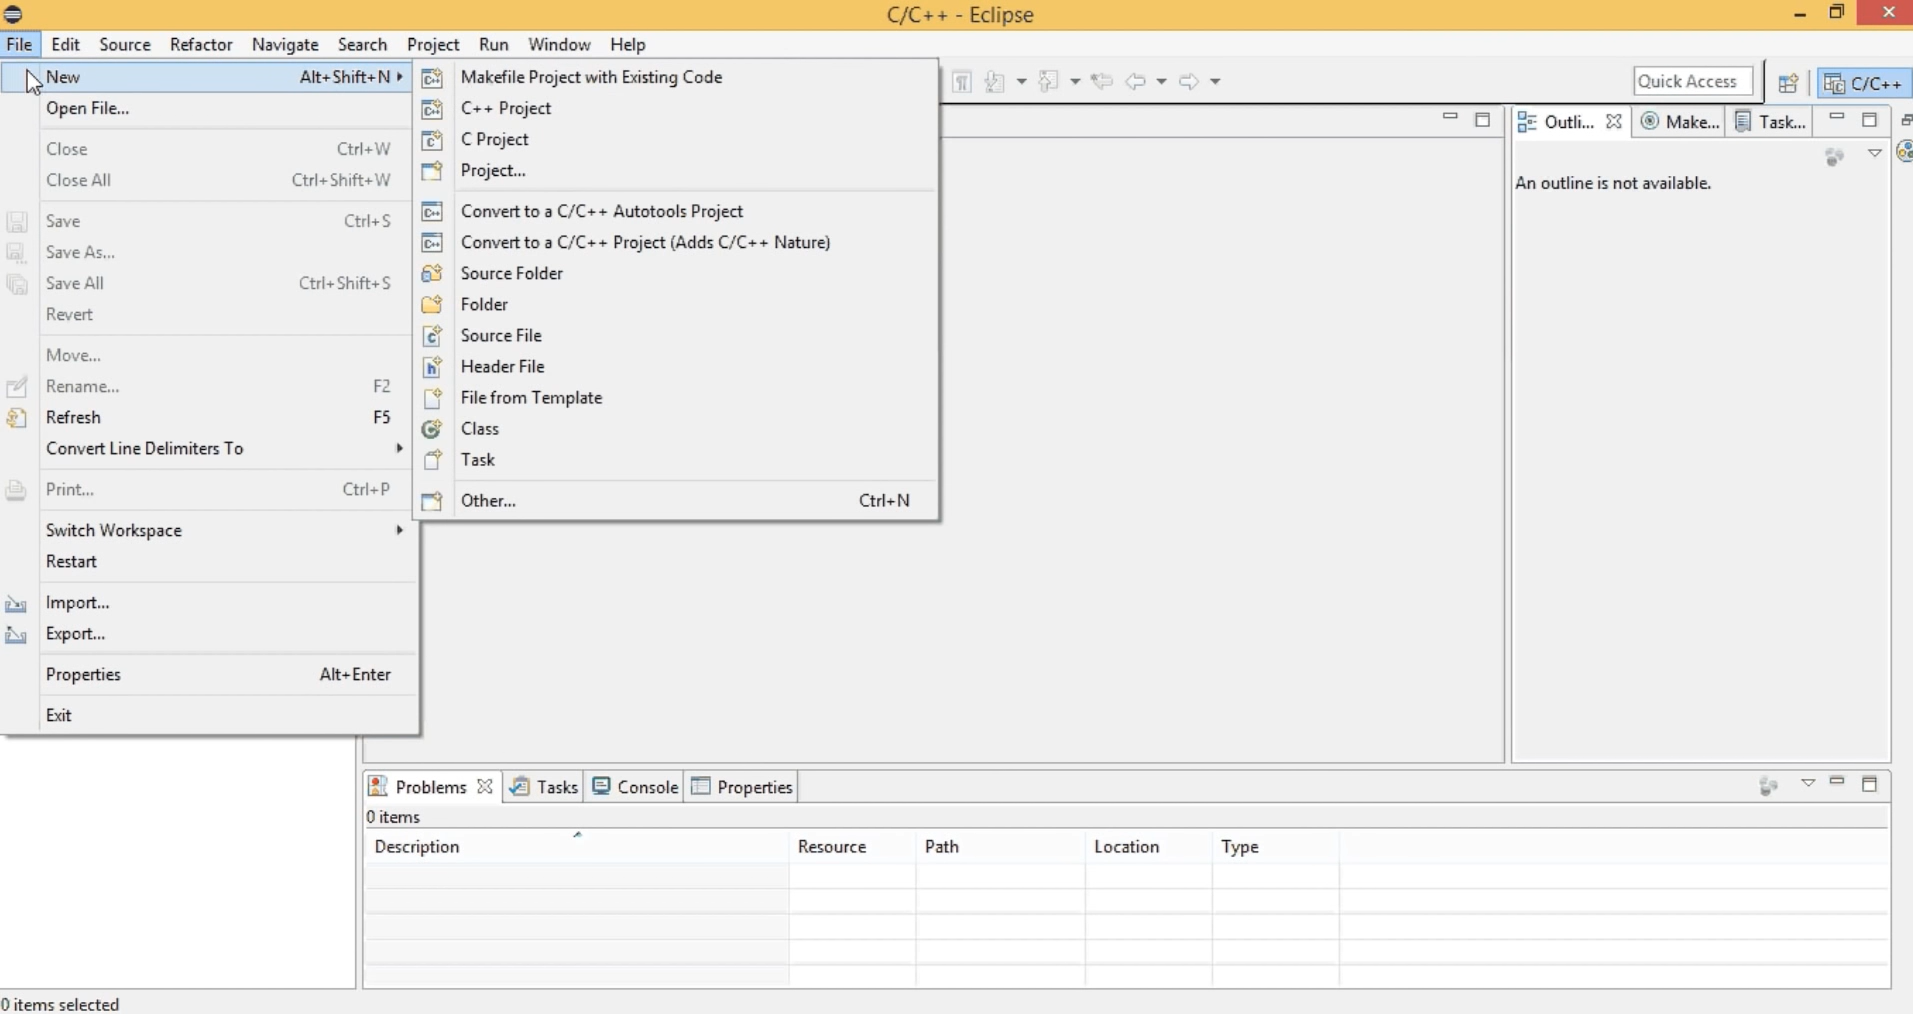 C/C++ - Eclipse
File Edit Source Refactor Navigate Search Project Run Window Help
New Alt+Shift+N
Open File...
Close Ctrl+W
Close All Ctrl+Shift+W
Save Ctrl+S
Save As...
Save All Ctrl+Shift+S
Revert
Move...
Rename... F2
Refresh F5
Convert Line Delimiters To
Print... Ctrl+P
Switch Workspace
Restart
Import...
Export...
Properties Alt+Enter
Exit
Makefile Project with Existing Code
C++ Project
C Project
Project...
Convert to a C/C++ Autotools Project
Convert to a C/C++ Project (Adds C/C++ Nature)
Source Folder
Folder
Source File
Header File
File from Template
Class
Task
Other... Ctrl+N
Quick Access
C/C++
Outli... Make... Task...
An outline is not available.
Problems Tasks Console Properties
0 items
Description Resource Path Location Type
0 items selected